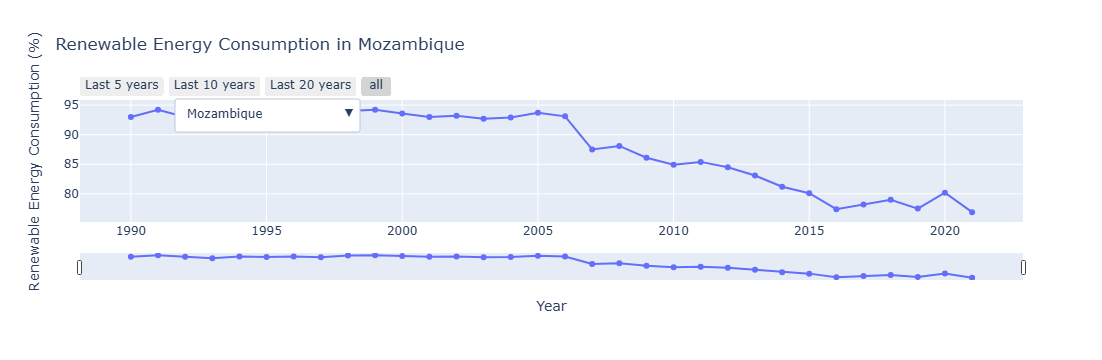 Renewable Energy Consumption in Mozambique
Last 5 years Last 10 years Last 20 years all
Mozambique ▼
Renewable Energy Consumption (%)
95
90
85
80
1990 1995 2000 2005 2010 2015 2020
Year